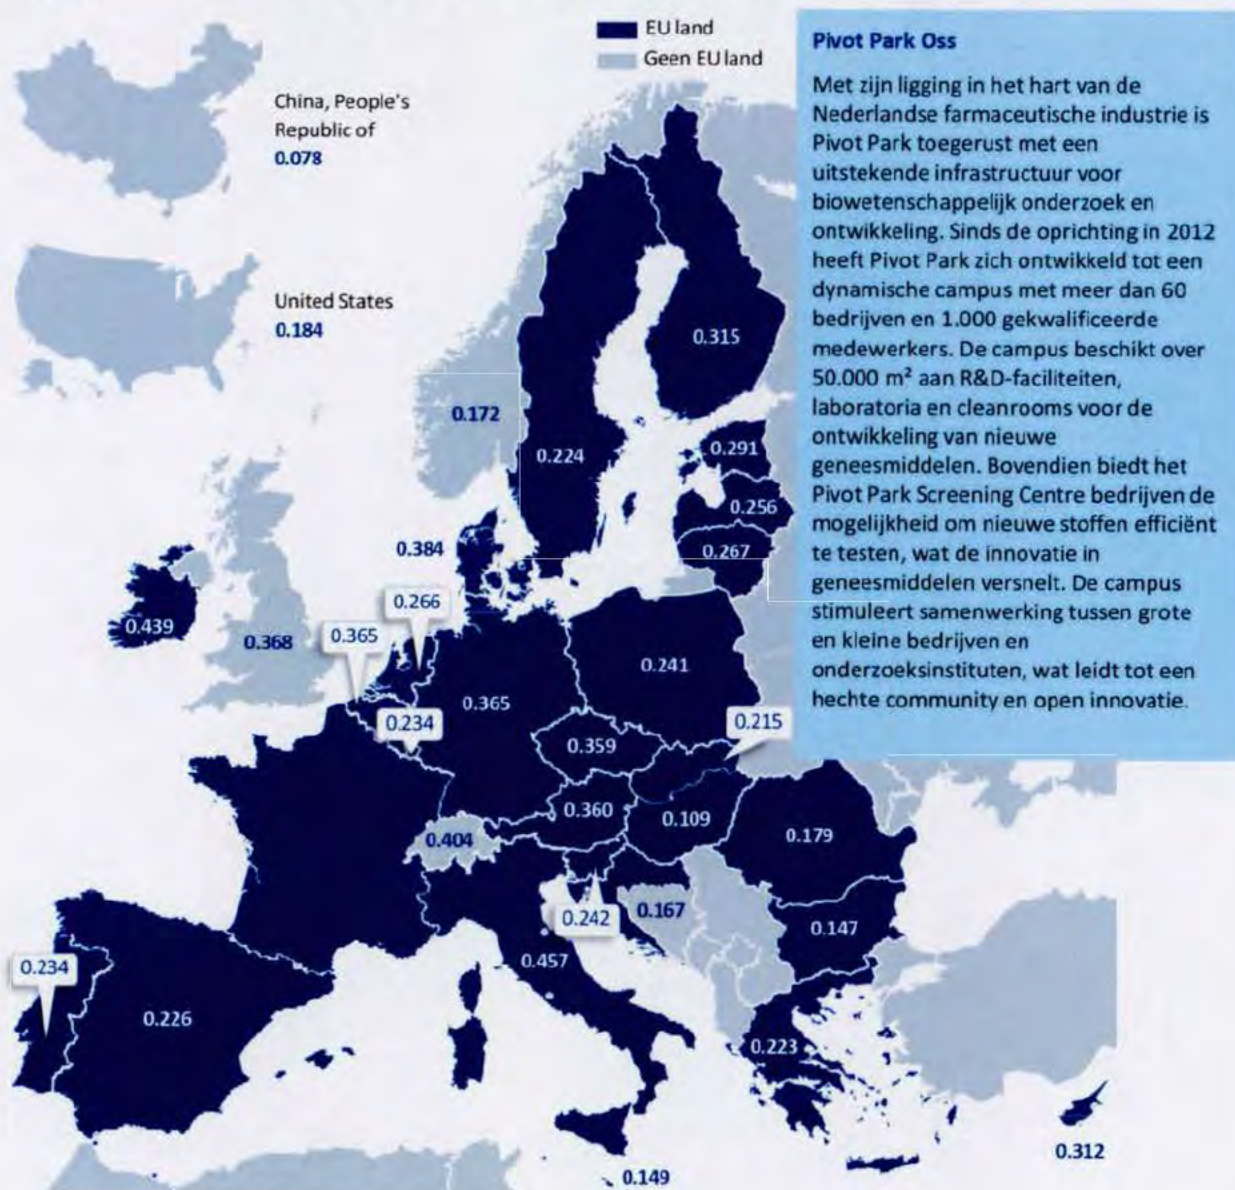 EU land
Geen EU land
China, People's
Republic of
0.078
United States
0.184
Pivot Park Oss
Met zijn ligging in het hart van de
Nederlandse farmaceutische industrie is
Pivot Park toegerust met een
uitstekende infrastructuur voor
biowetenschappelijk onderzoek en
ontwikkeling. Sinds de oprichting in 2012
heeft Pivot Park zich ontwikkeld tot een
dynamische campus met meer dan 60
bedrijven en 1.000 gekwalificeerde
medewerkers. De campus beschikt over
50.000 m² aan R&D-faciliteiten,
laboratoria en cleanrooms voor de
ontwikkeling van nieuwe
geneesmiddelen. Bovendien biedt het
Pivot Park Screening Centre bedrijven de
mogelijkheid om nieuwe stoffen efficiënt
te testen, wat de innovatie in
geneesmiddelen versnelt. De campus
stimuleert samenwerking tussen grote
en kleine bedrijven en
onderzoeksinstituten, wat leidt tot een
hechte community en open innovatie.
0.315
0.172
0.224
0.291
0.256
0.384
0.267
0.266
0.439
0.365
0.368
0.241
0.365
0.234
0.215
0.359
0.360
0.109
0.179
0.404
0.167
0.242
0.147
0.457
0.234
0.226
0.223
0.312
0.149